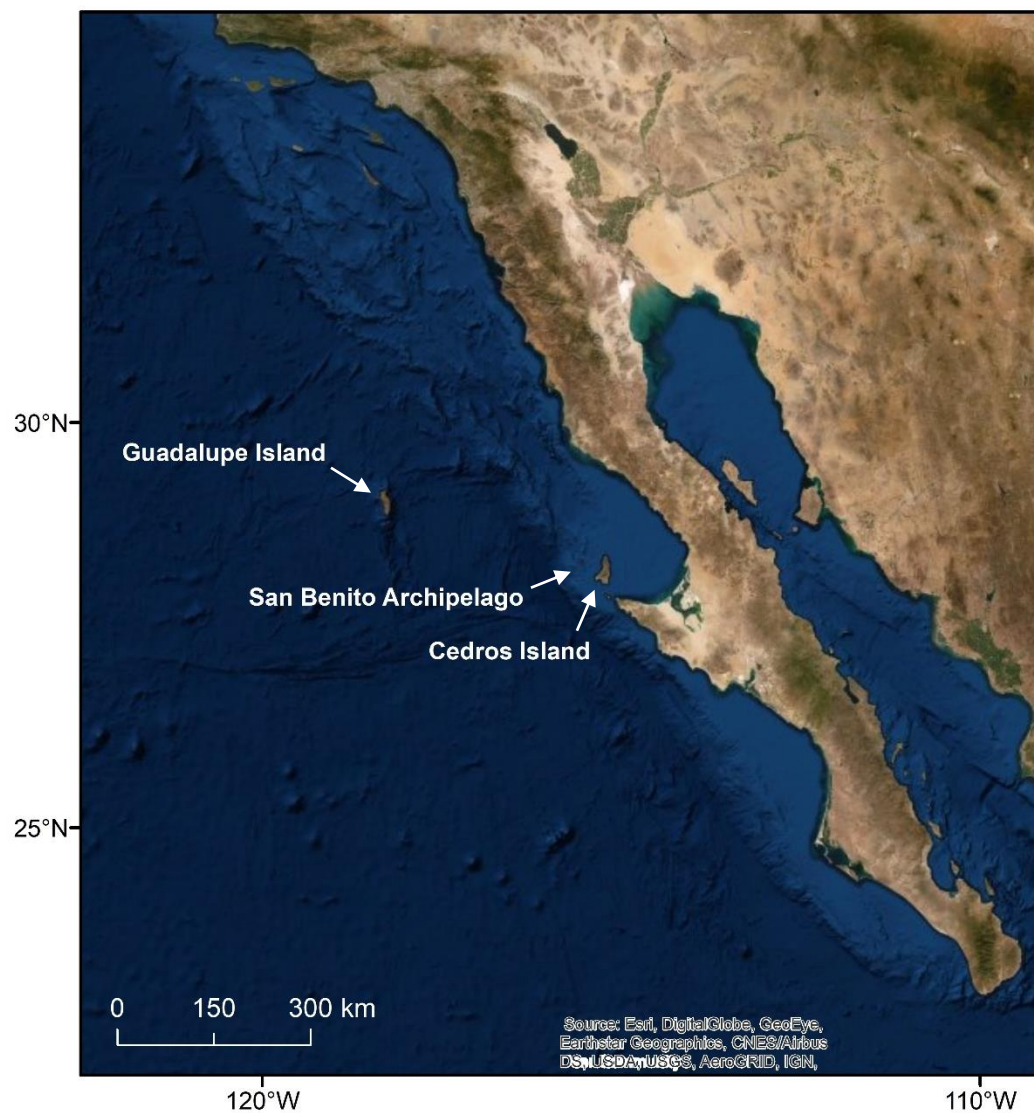 30°N
Guadalupe Island
San Benito Archipelago
Cedros Island
25°N
0 150 300 km
Source: Esri, DigitalGlobe, GeoEye,
Earthstar Geographics, CNES/Airbus
DS, USDA, USGS, AeroGRID, IGN,
120°W 110°W